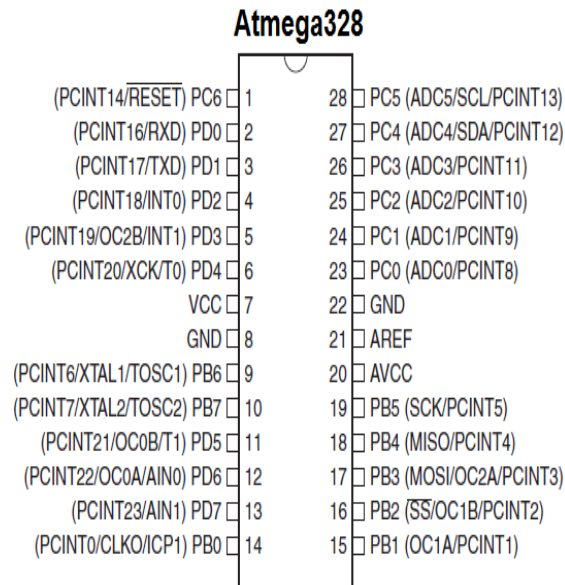 Atmega328
(PCINT14/RESET) PC6 1 28 PC5 (ADC5/SCL/PCINT13)
(PCINT16/RXD) PD0 2 27 PC4 (ADC4/SDA/PCINT12)
(PCINT17/TXD) PD1 3 26 PC3 (ADC3/PCINT11)
(PCINT18/INT0) PD2 4 25 PC2 (ADC2/PCINT10)
(PCINT19/OC2B/INT1) PD3 5 24 PC1 (ADC1/PCINT9)
(PCINT20/XCK/T0) PD4 6 23 PC0 (ADC0/PCINT8)
VCC 7 22 GND
GND 8 21 AREF
(PCINT6/XTAL1/TOSC1) PB6 9 20 AVCC
(PCINT7/XTAL2/TOSC2) PB7 10 19 PB5 (SCK/PCINT5)
(PCINT21/OC0B/T1) PD5 11 18 PB4 (MISO/PCINT4)
(PCINT22/OC0A/AIN0) PD6 12 17 PB3 (MOSI/OC2A/PCINT3)
(PCINT23/AIN1) PD7 13 16 PB2 (SS/OC1B/PCINT2)
(PCINT0/CLKO/ICP1) PB0 14 15 PB1 (OC1A/PCINT1)